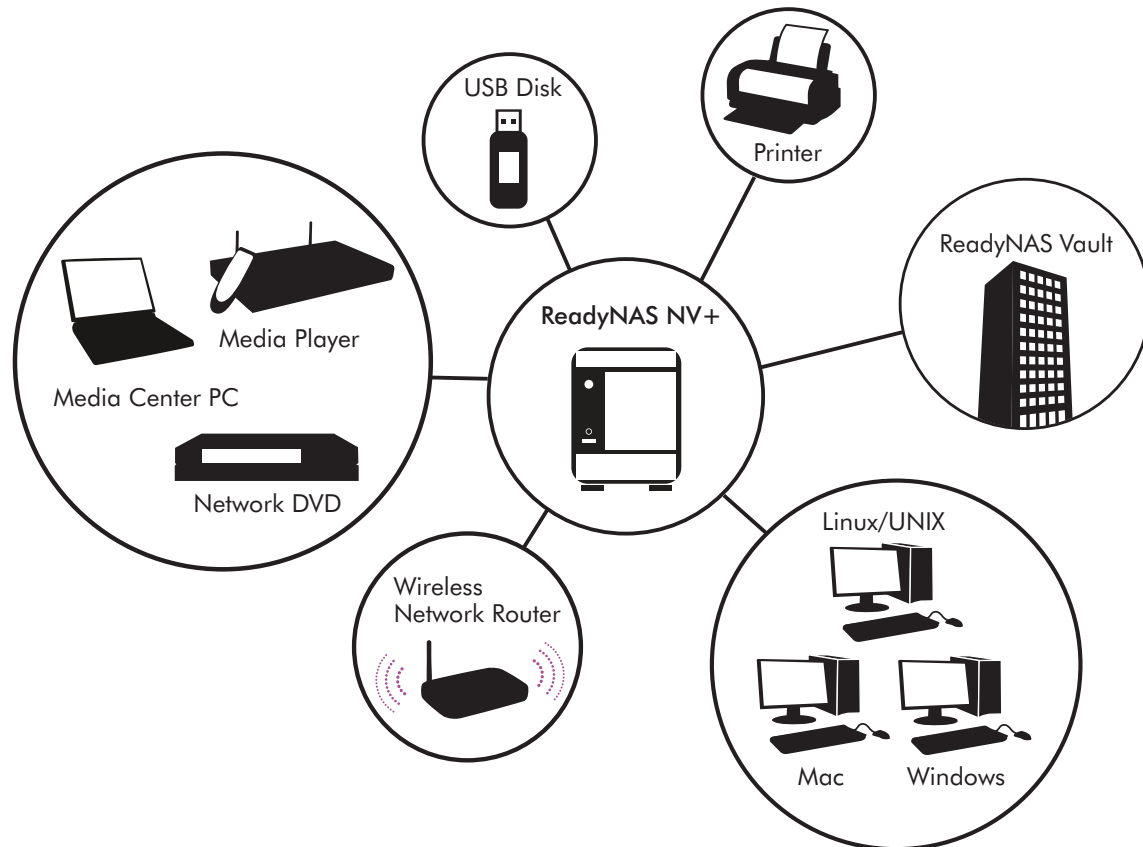 USB Disk
Printer
ReadyNAS Vault
ReadyNAS NV+
Media Player
Media Center PC
Network DVD
Linux/UNIX
Wireless
Network Router
Mac
Windows